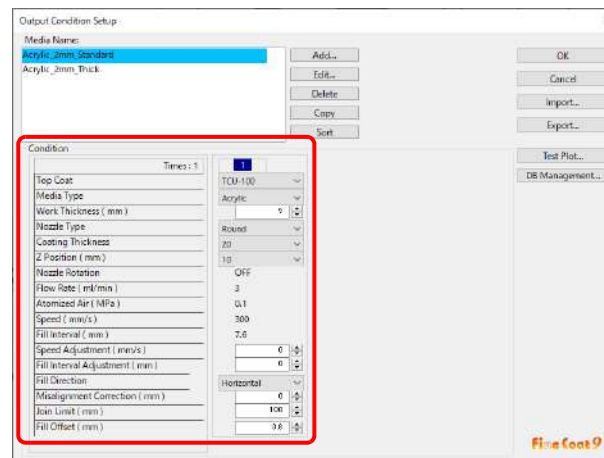 Output Condition Setup
Media Name:
Acrylic_2mm_Standard
Acrylic_2mm_Thick
Add...
Edit...
Delete
Copy
Sort
OK
Cancel
Import...
Export...
Test Plot...
DB Management...
Condition
Times : 1 1
Top Coat TCU-100
Media Type Acrylic
Work Thickness ( mm )
Nozzle Type Round
Coating Thickness 20
Z Position ( mm ) 10
Nozzle Rotation OFF
Flow Rate ( ml/min ) 3
Atomized Air ( MPa ) 0.1
Speed ( mm/s ) 300
Fill Interval ( mm ) 7.6
Speed Adjustment ( mm/s ) 0
Fill Interval Adjustment ( mm ) 0
Fill Direction Horizontal
Misalignment Correction ( mm ) 0
Join Limit ( mm ) 100
Fill Offset ( mm ) 3.8
Fine Coat 9